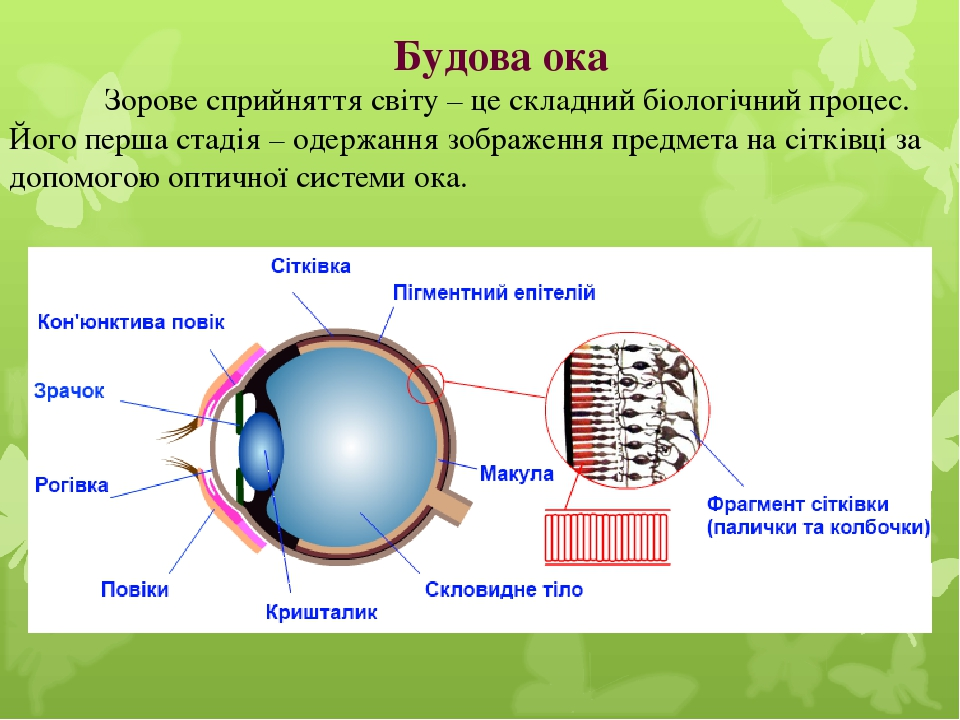 Будова ока
Зорове сприйняття світу – це складний біологічний процес.
Його перша стадія – одержання зображення предмета на сітківці за
допомогою оптичної системи ока.
Сітківка
Пігментний епітелій
Кон'юнктива повік
Зрачок
Рогівка
Макула
Фрагмент сітківки
(палички та колбочки)
Повіки
Скловидне тіло
Кришталик